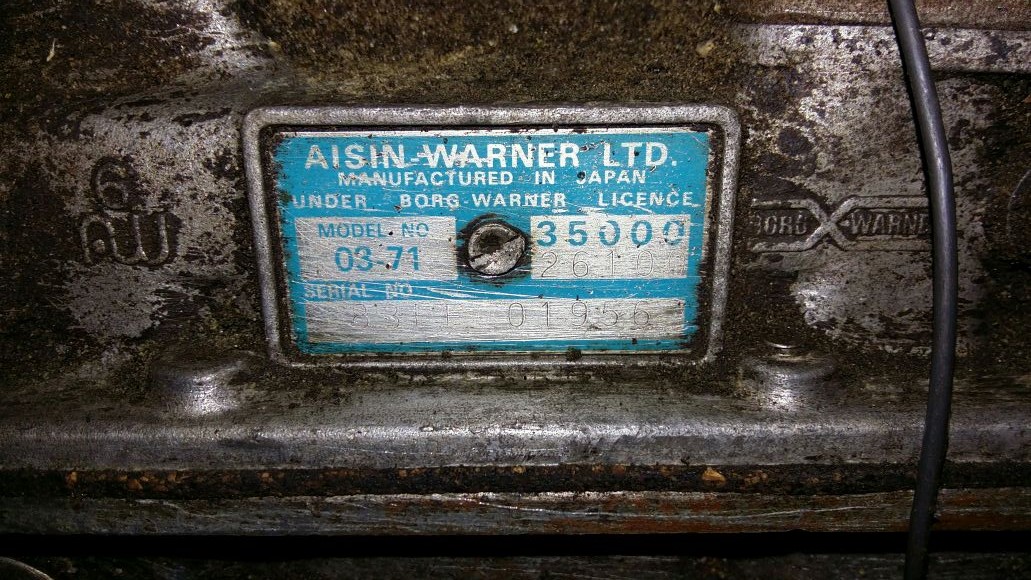 AISIN-WARNER LTD.
MANUFACTURED IN JAPAN
UNDER BORG-WARNER LICENCE
MODEL NO
03-71
35000
SERIAL NO
01956
BORG WARNER
6